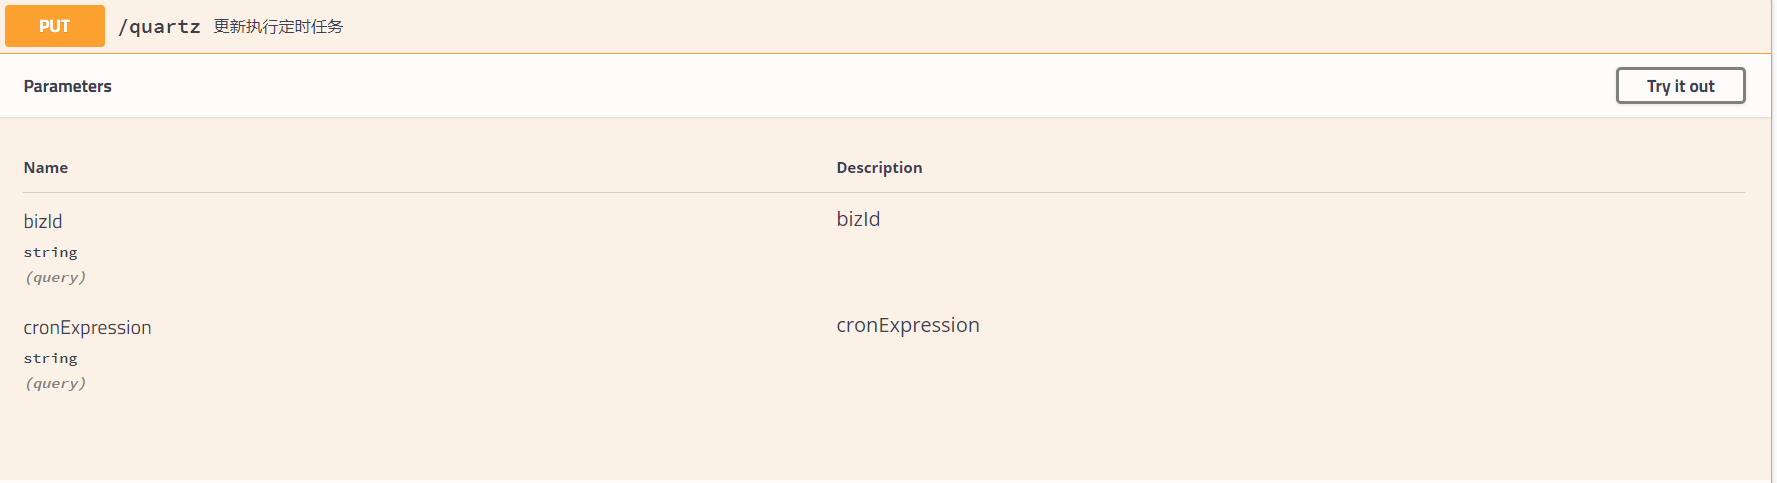 PUT /quartz 更新执行定时任务
Parameters Try it out
Name Description
bizId bizId
string
(query)
cronExpression cronExpression
string
(query)